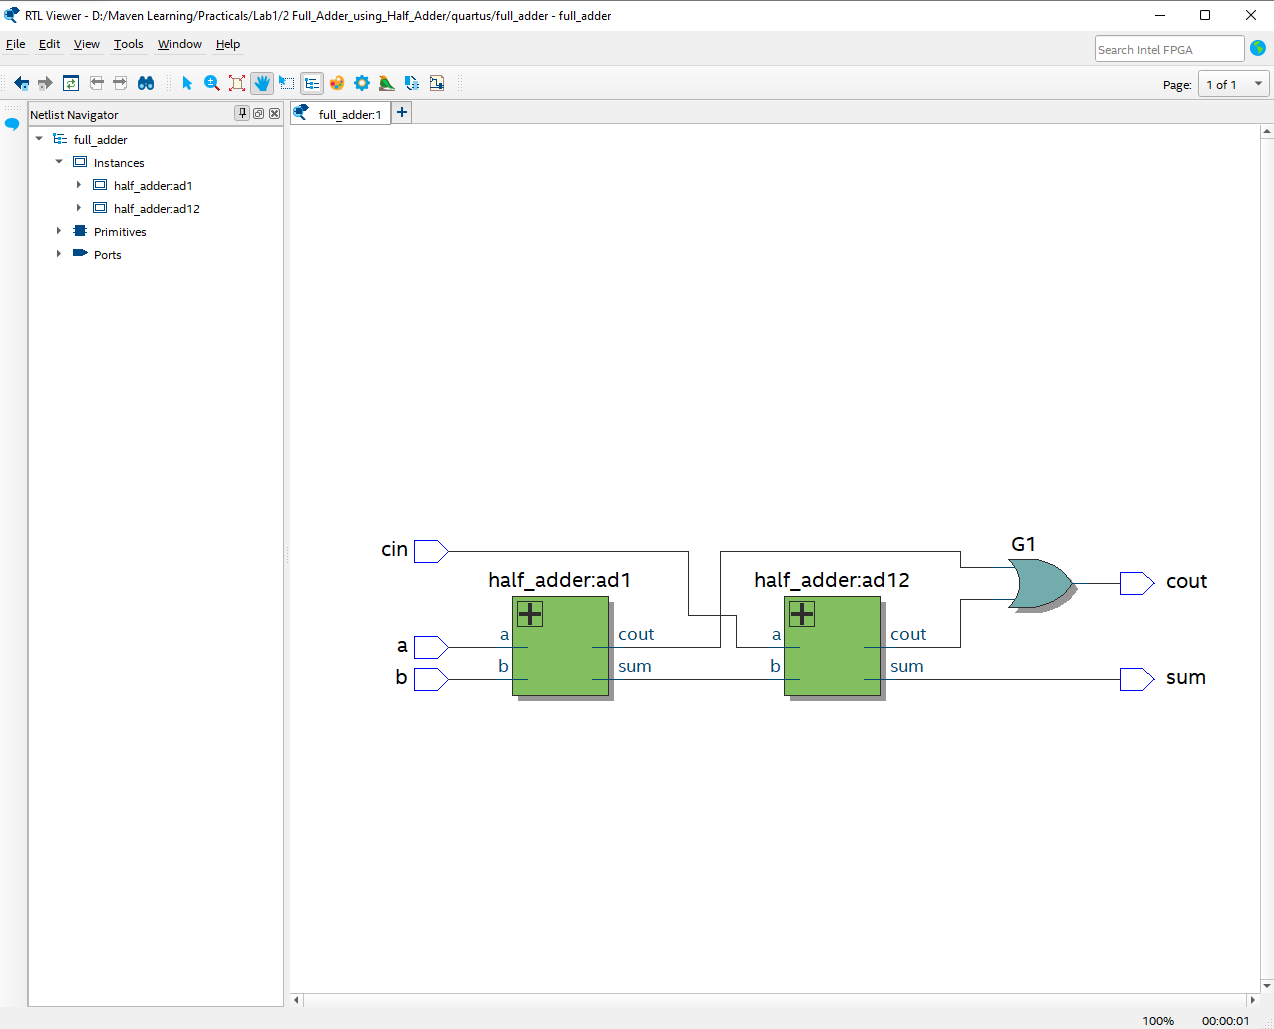 RTL Viewer - D:/Maven Learning/Practicals/Lab1/2 Full_Adder_using_Half_Adder/quartus/full_adder - full_adder
File Edit View Tools Window Help
Search Intel FPGA
Page: 1 of 1
Netlist Navigator
full_adder:1
full_adder
Instances
half_adder:ad1
half_adder:ad12
Primitives
Ports
G1
cin
half_adder:ad1
half_adder:ad12
cout
a
a
cout
a
cout
b
b
sum
b
sum
sum
100% 00:00:01